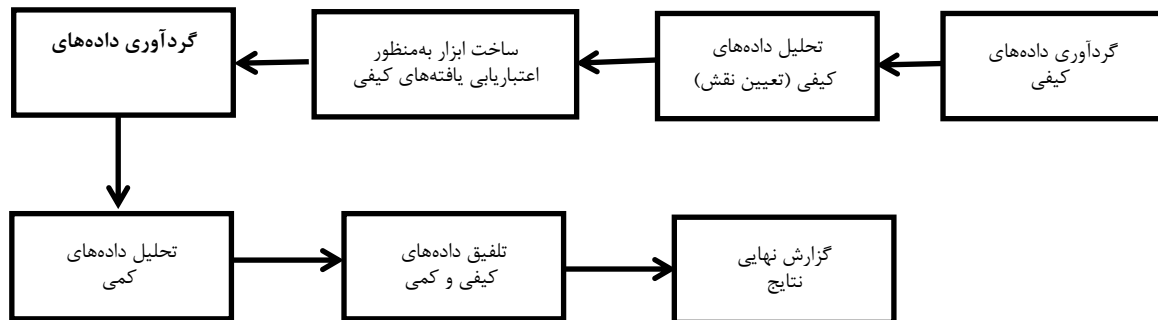 گردآوری داده‌های
کیفی
تحلیل داده‌های
کیفی (تعیین نقش)
ساخت ابزار به‌منظور
اعتباریابی یافته‌های کیفی
گردآوری داده‌های
تحلیل داده‌های
کمی
تلفیق داده‌های
کیفی و کمی
گزارش نهایی
نتایج